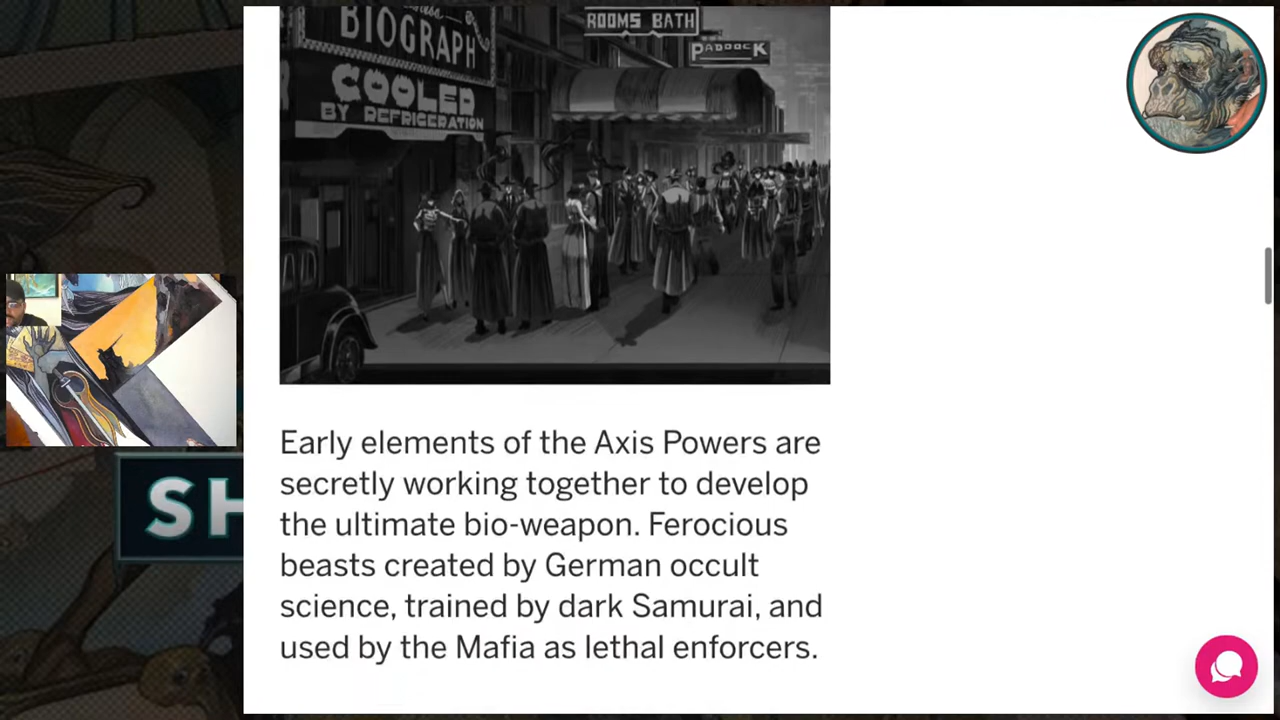 BIOGRAPH
COOLED
BY REFRIGERATION
ROOMS BATH
PADDOCK
SH
Early elements of the Axis Powers are
secretly working together to develop
the ultimate bio-weapon. Ferocious
beasts created by German occult
science, trained by dark Samurai, and
used by the Mafia as lethal enforcers.